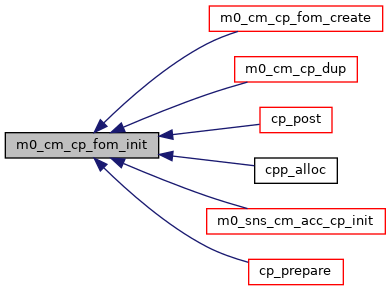 m0_cm_cp_fom_create
m0_cm_cp_dup
cp_post
m0_cm_cp_fom_init
cpp_alloc
m0_sns_cm_acc_cp_init
cp_prepare